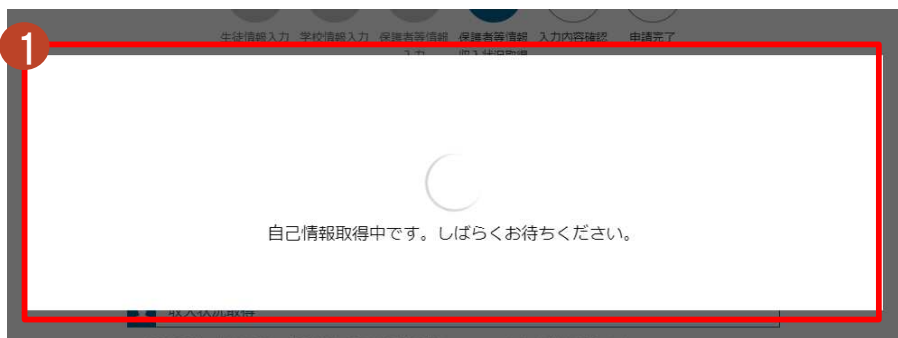 生徒情報入力 学校情報入力 保護者等情報 保護者等情報 入力内容確認 申請完了
入力 収入状況取得
1
自己情報取得中です。しばらくお待ちください。
収入状況取得